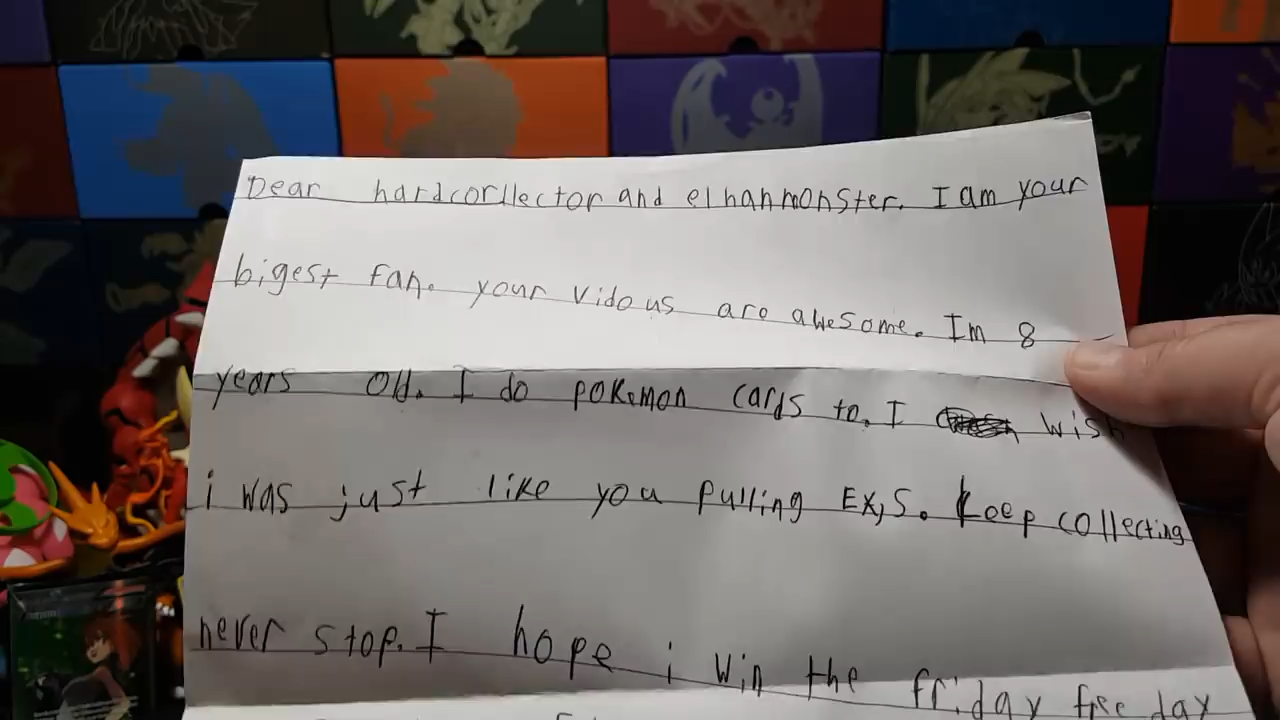 Dear hardcorllector and elhanmonster. I am your
bigest fan. your vidous are awesome. Im 8
years old. I do pokemon cards to. I wish
i was just like you pulling EX,S. Keep collecting
never stop. I hope i win the friday free day